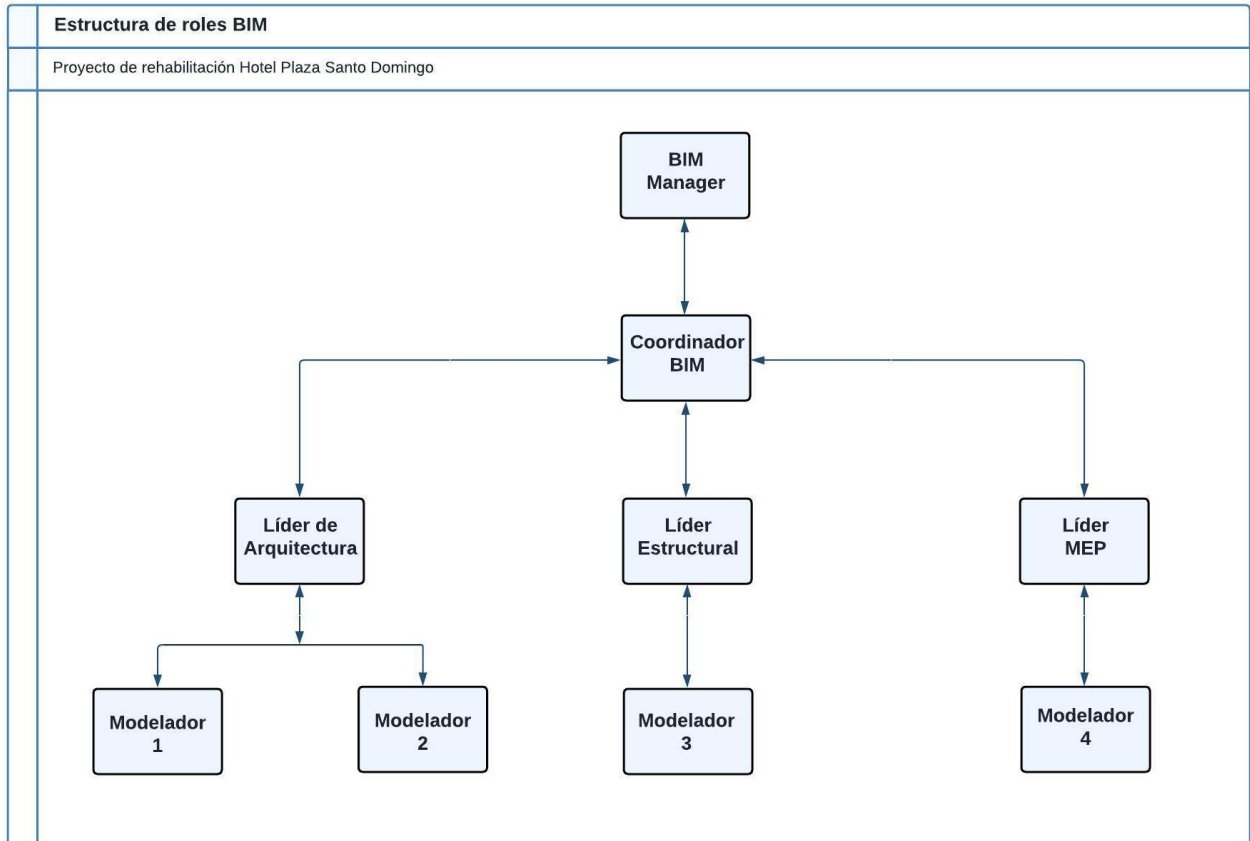 Estructura de roles BIM
Proyecto de rehabilitación Hotel Plaza Santo Domingo
BIM
Manager
Coordinador
BIM
Líder de
Arquitectura
Líder
Estructural
Líder
MEP
Modelador
1
Modelador
2
Modelador
3
Modelador
4